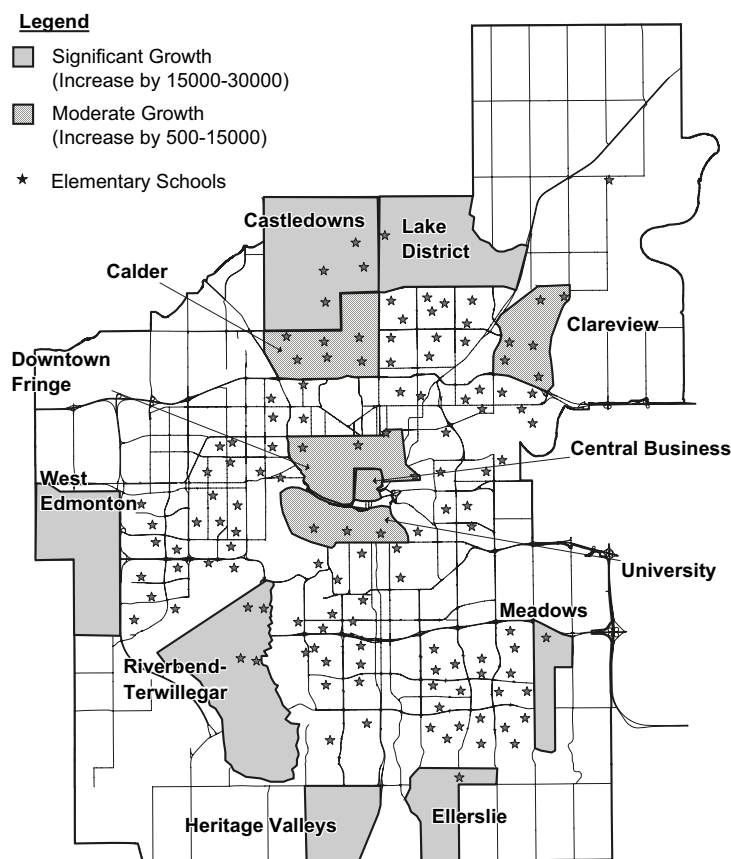 Legend
Significant Growth
(Increase by 15000-30000)
Moderate Growth
(Increase by 500-15000)
Elementary Schools
Castledowns
Lake
District
Calder
Clareview
Downtown
Fringe
Central Business
West
Edmonton
University
Meadows
Riverbend-
Terwillegar
Heritage Valleys
Ellerslie